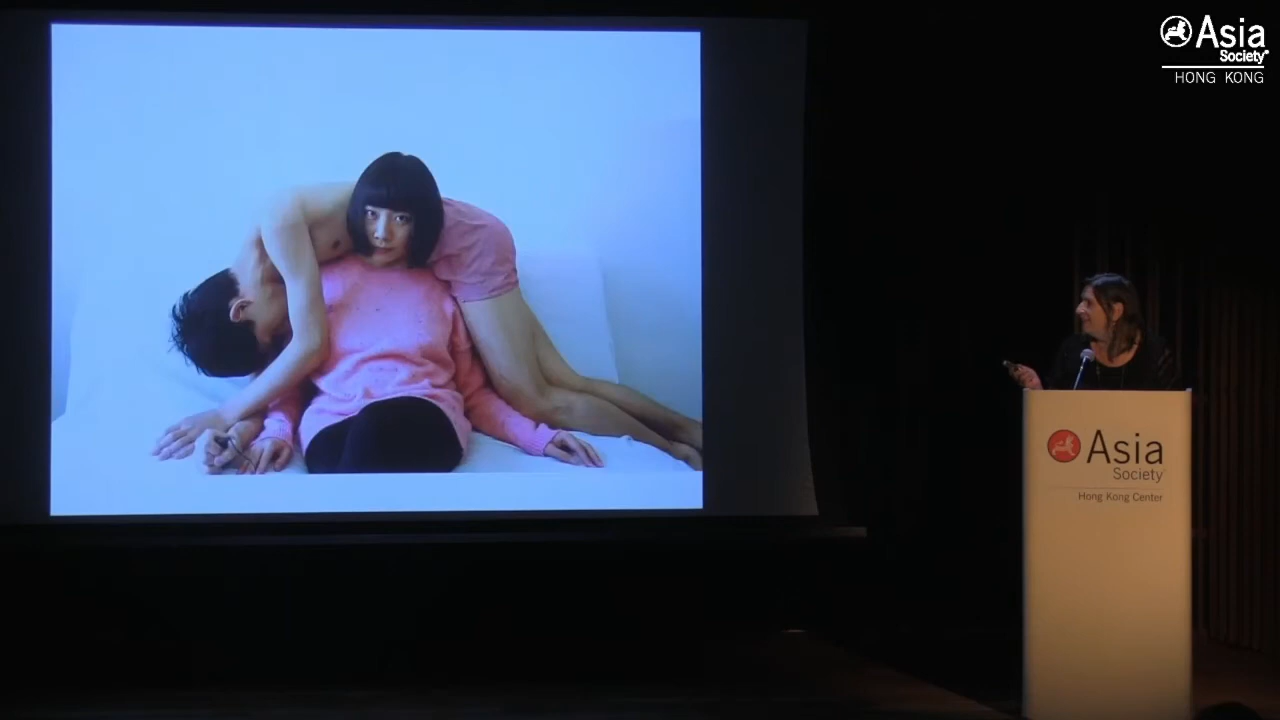 Asia
Society
HONG KONG
Asia
Society
Hong Kong Center